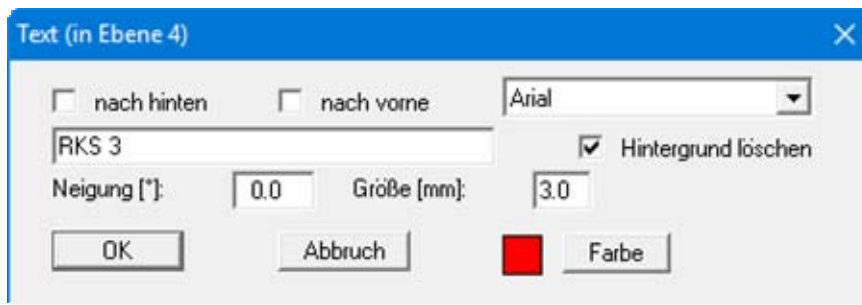 Text (in Ebene 4)
nach hinten nach vorne Arial
RKS 3 Hintergrund löschen
Neigung [°]: 0.0 Größe [mm]: 3.0
OK Abbruch Farbe